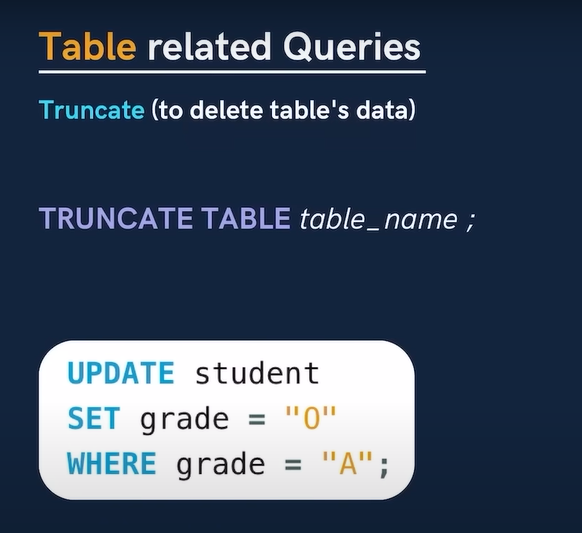 Table related Queries
Truncate (to delete table's data)
TRUNCATE TABLE table_name ;
UPDATE student
SET grade = "O"
WHERE grade = "A";